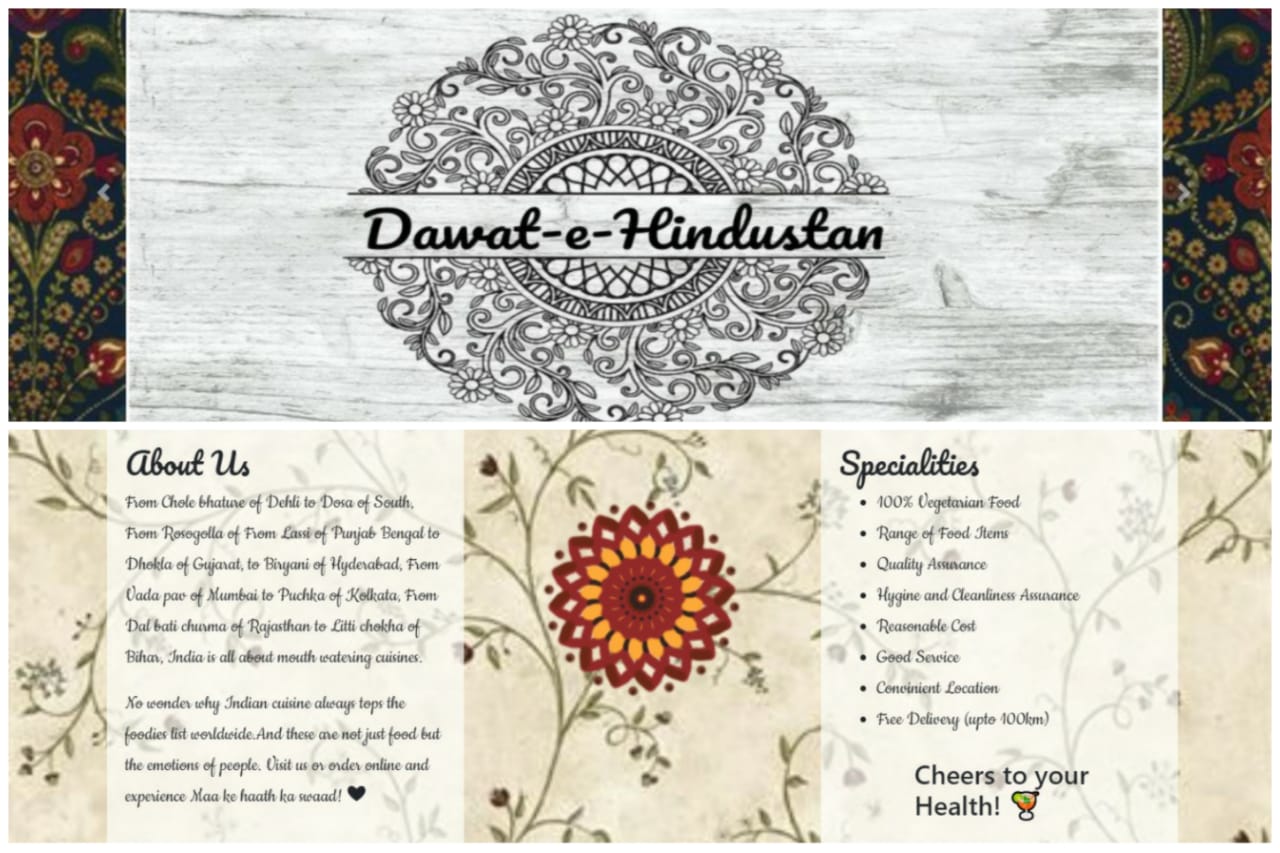 Dawat-e-Hindustan
About Us
From Chole bhature of Dehli to Dosa of South,
From Rosogolla of From Lassi of Punjab Bengal to
Dhokla of Gujarat, to Biryani of Hyderabad, From
Vada pav of Mumbai to Puchka of Kolkata, From
Dal bati churma of Rajasthan to Litti chokha of
Bihar, India is all about mouth watering cuisines.
No wonder why Indian cuisine always tops the
foodies list worldwide.And these are not just food but
the emotions of people. Visit us or order online and
experience Maa ke haath ka swaad! 🖤
Specialities
• 100% Vegetarian Food
• Range of Food Items
• Quality Assurance
• Hygine and Cleanliness Assurance
• Reasonable Cost
• Good Service
• Convinient Location
• Free Delivery (upto 100km)
Cheers to your
Health! 🍹